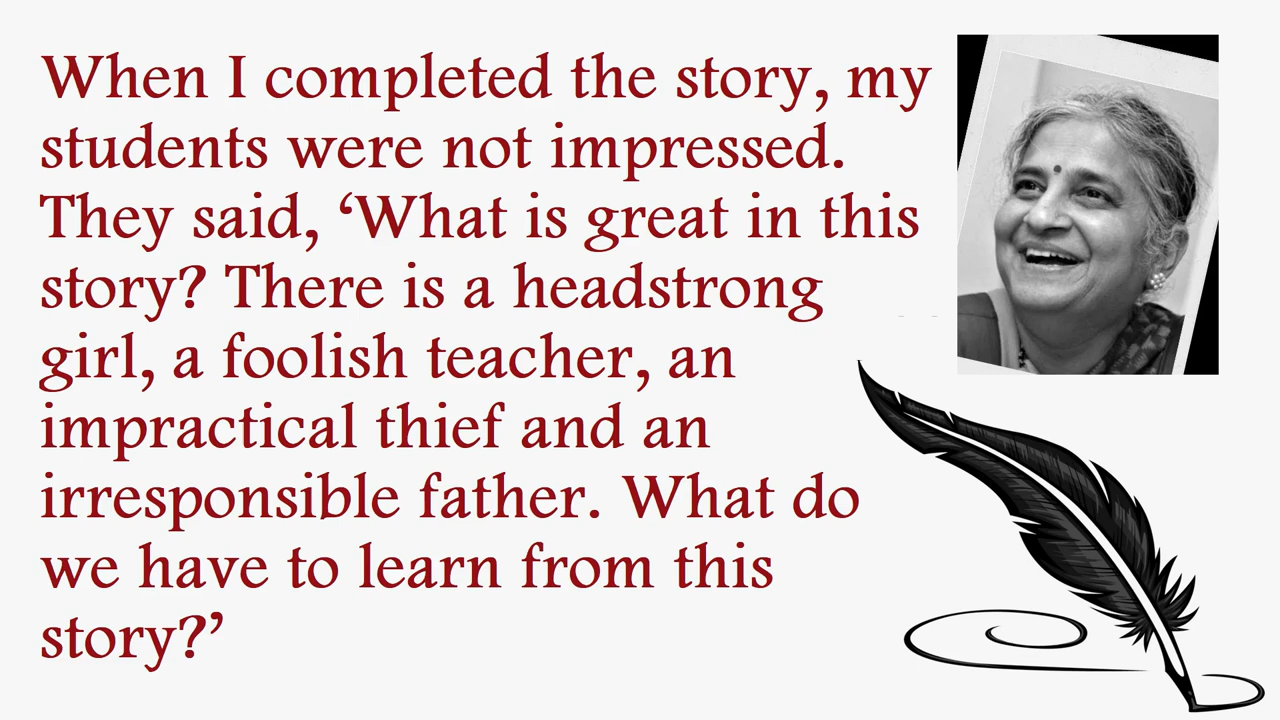 When I completed the story, my
students were not impressed.
They said, ‘What is great in this
story? There is a headstrong
girl, a foolish teacher, an
impractical thief and an
irresponsible father. What do
we have to learn from this
story?’